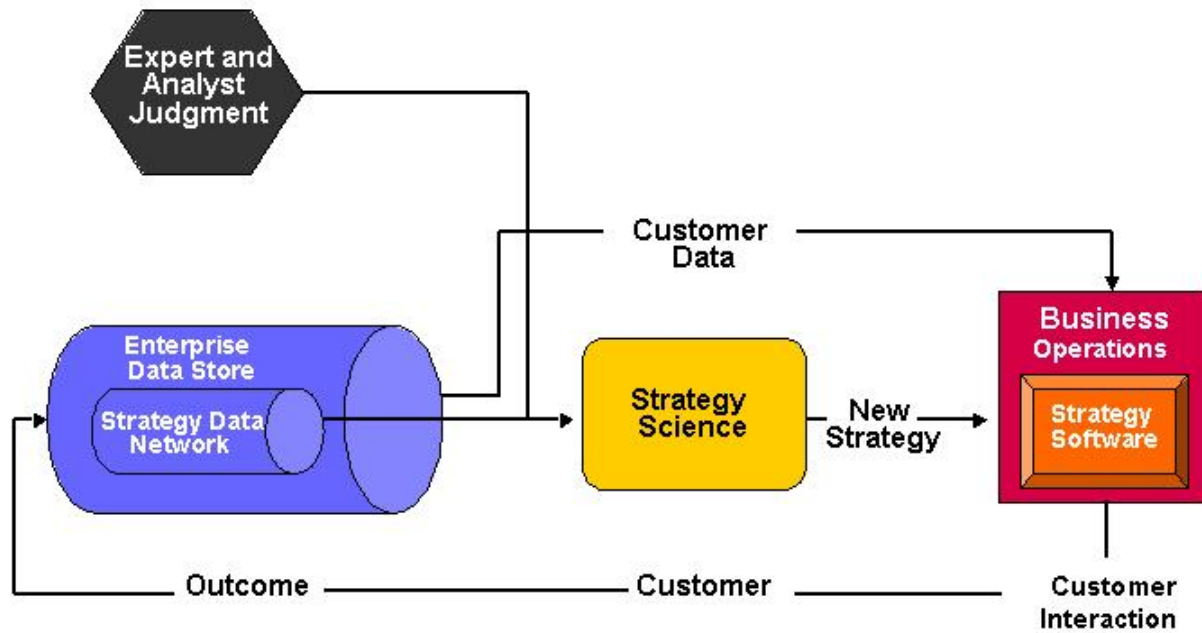 Expert and
Analyst
Judgment
Customer
Data
Business
Operations
Enterprise
Data Store
Strategy Data
Network
Strategy
Science
New
Strategy
Strategy
Software
Outcome
Customer
Customer
Interaction